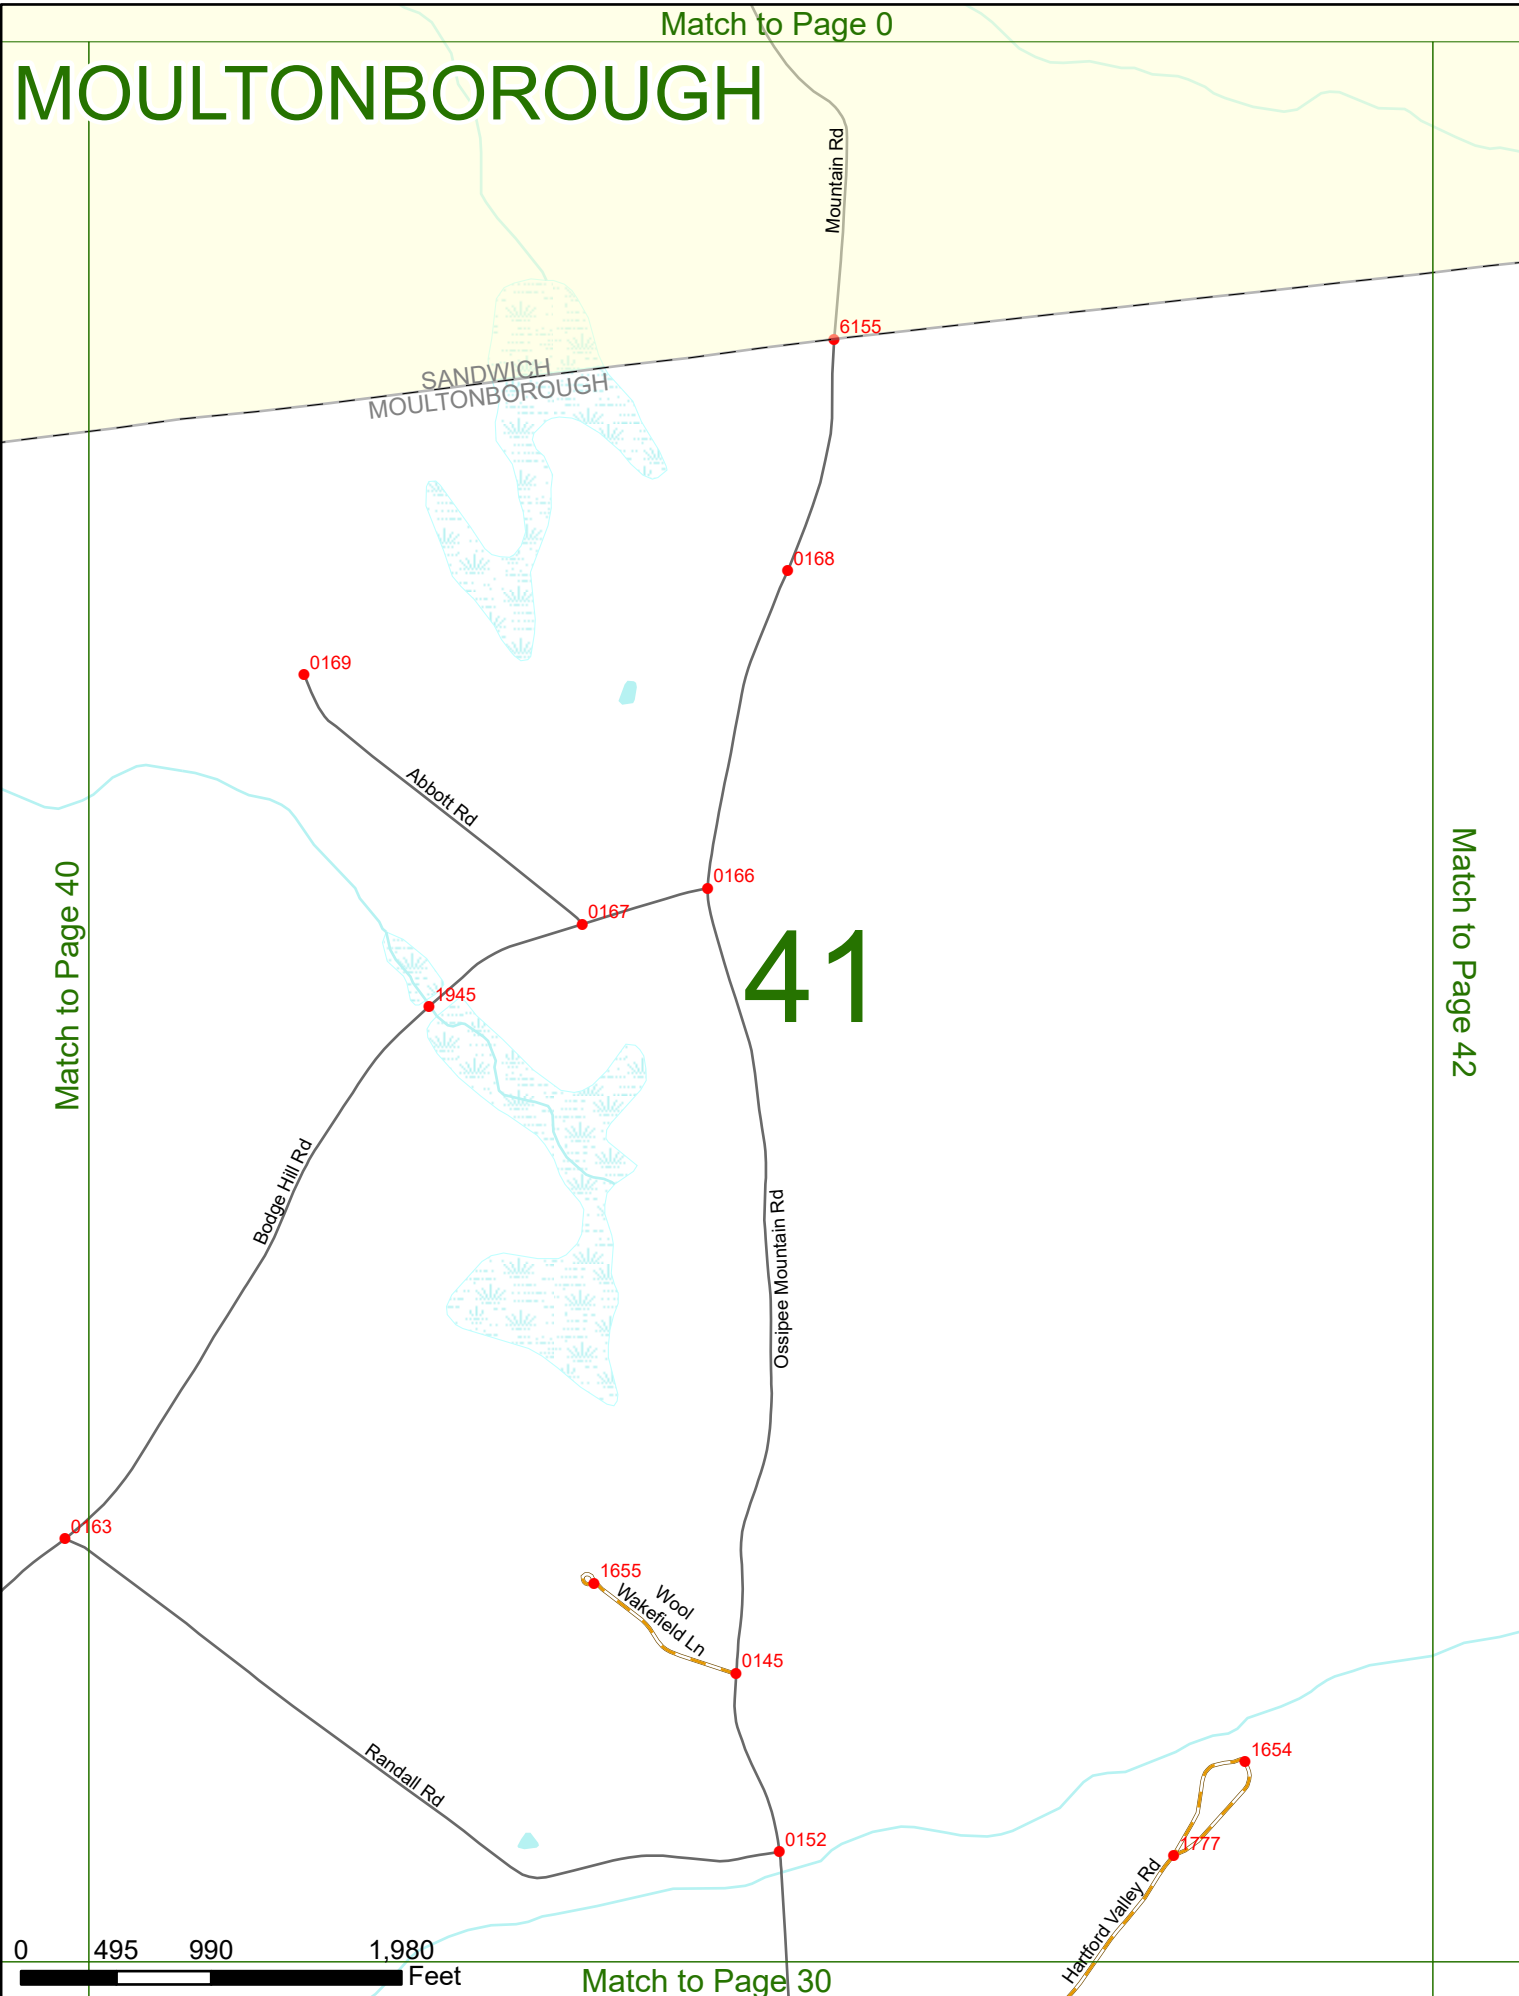 Match to Page 0
MOULTONBOROUGH
Mountain Rd
6155
SANDWICH
MOULTONBOROUGH
0168
0169
Abbott Rd
0166
0167
41
Match to Page 40
Match to Page 42
1945
Bodge Hill Rd
Ossipee Mountain Rd
0163
1655
Wool
Wakefield Ln
0145
1654
Randall Rd
0152
1777
Hartford Valley Rd
0 495 990 1,980
Feet
Match to Page 30